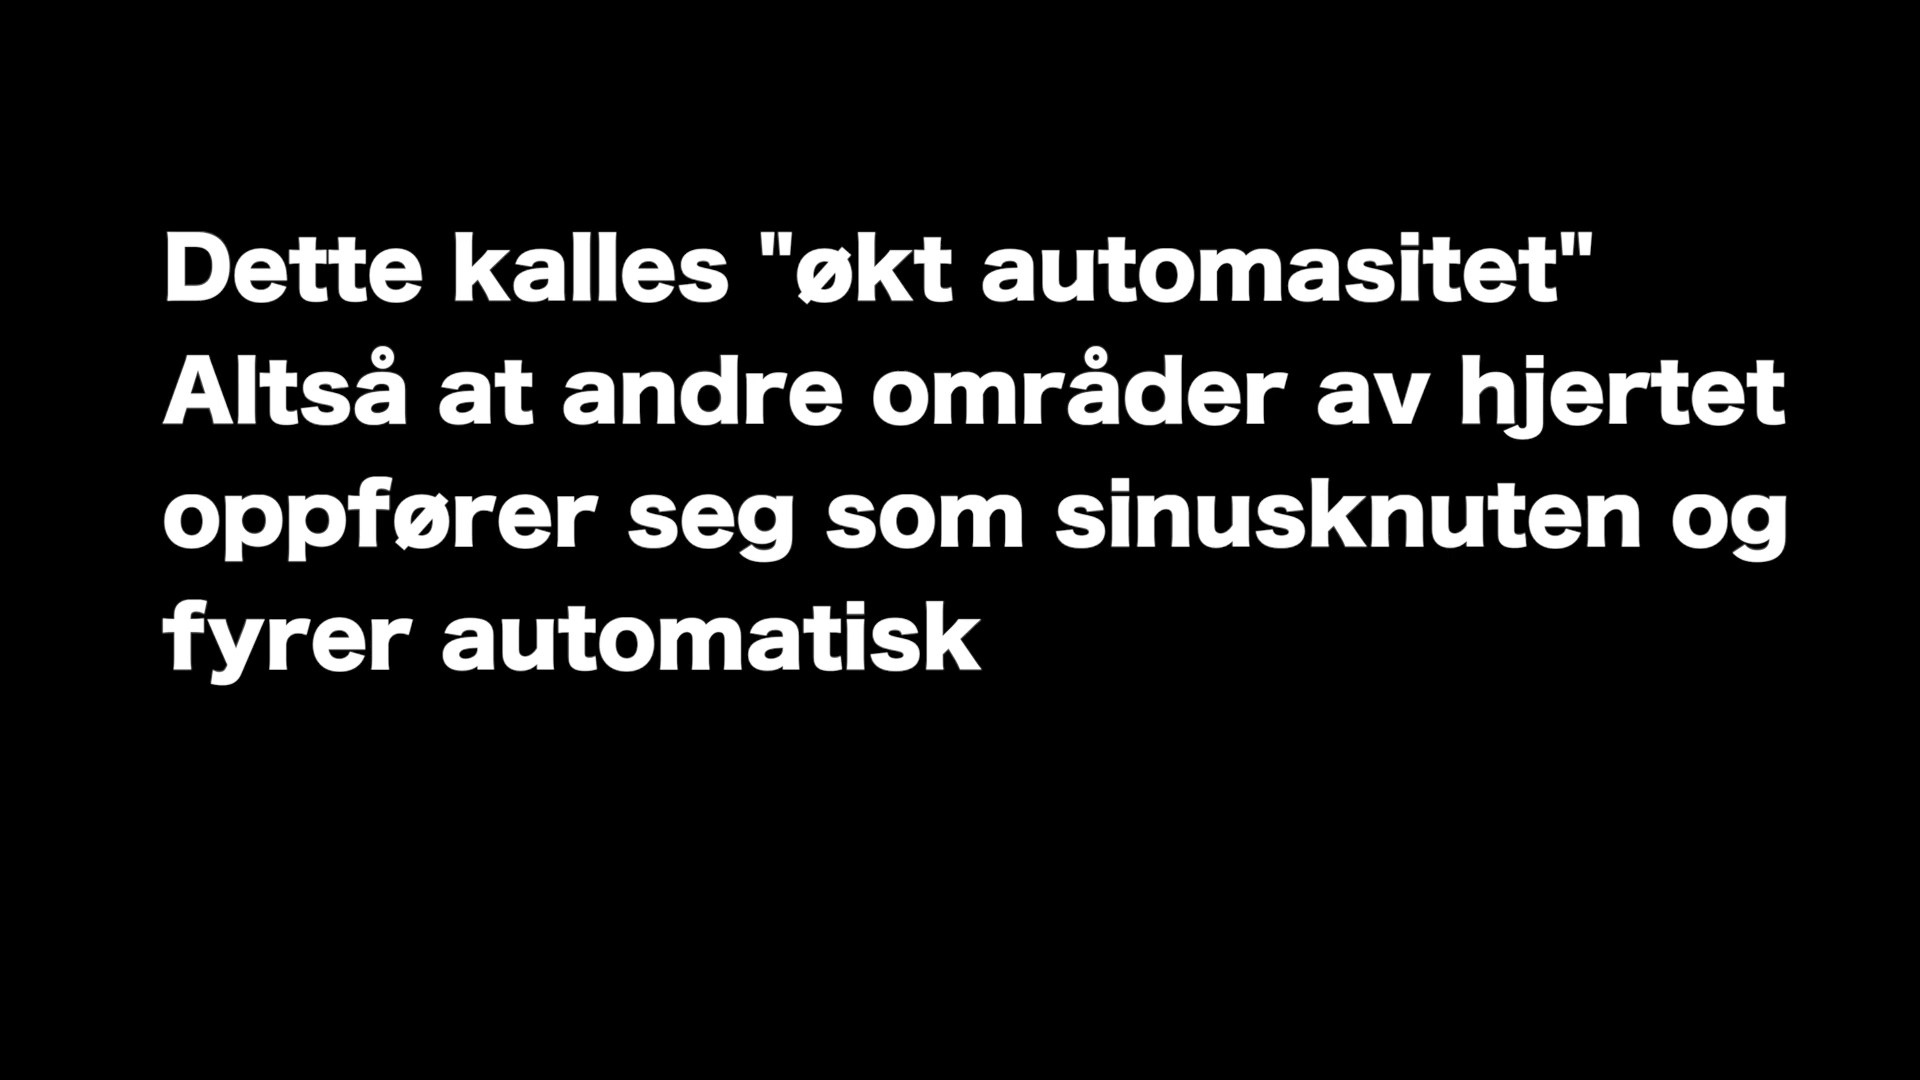 Dette kalles "økt automasitet"
Altså at andre områder av hjertet
oppfører seg som sinusknuten og
fyrer automatisk